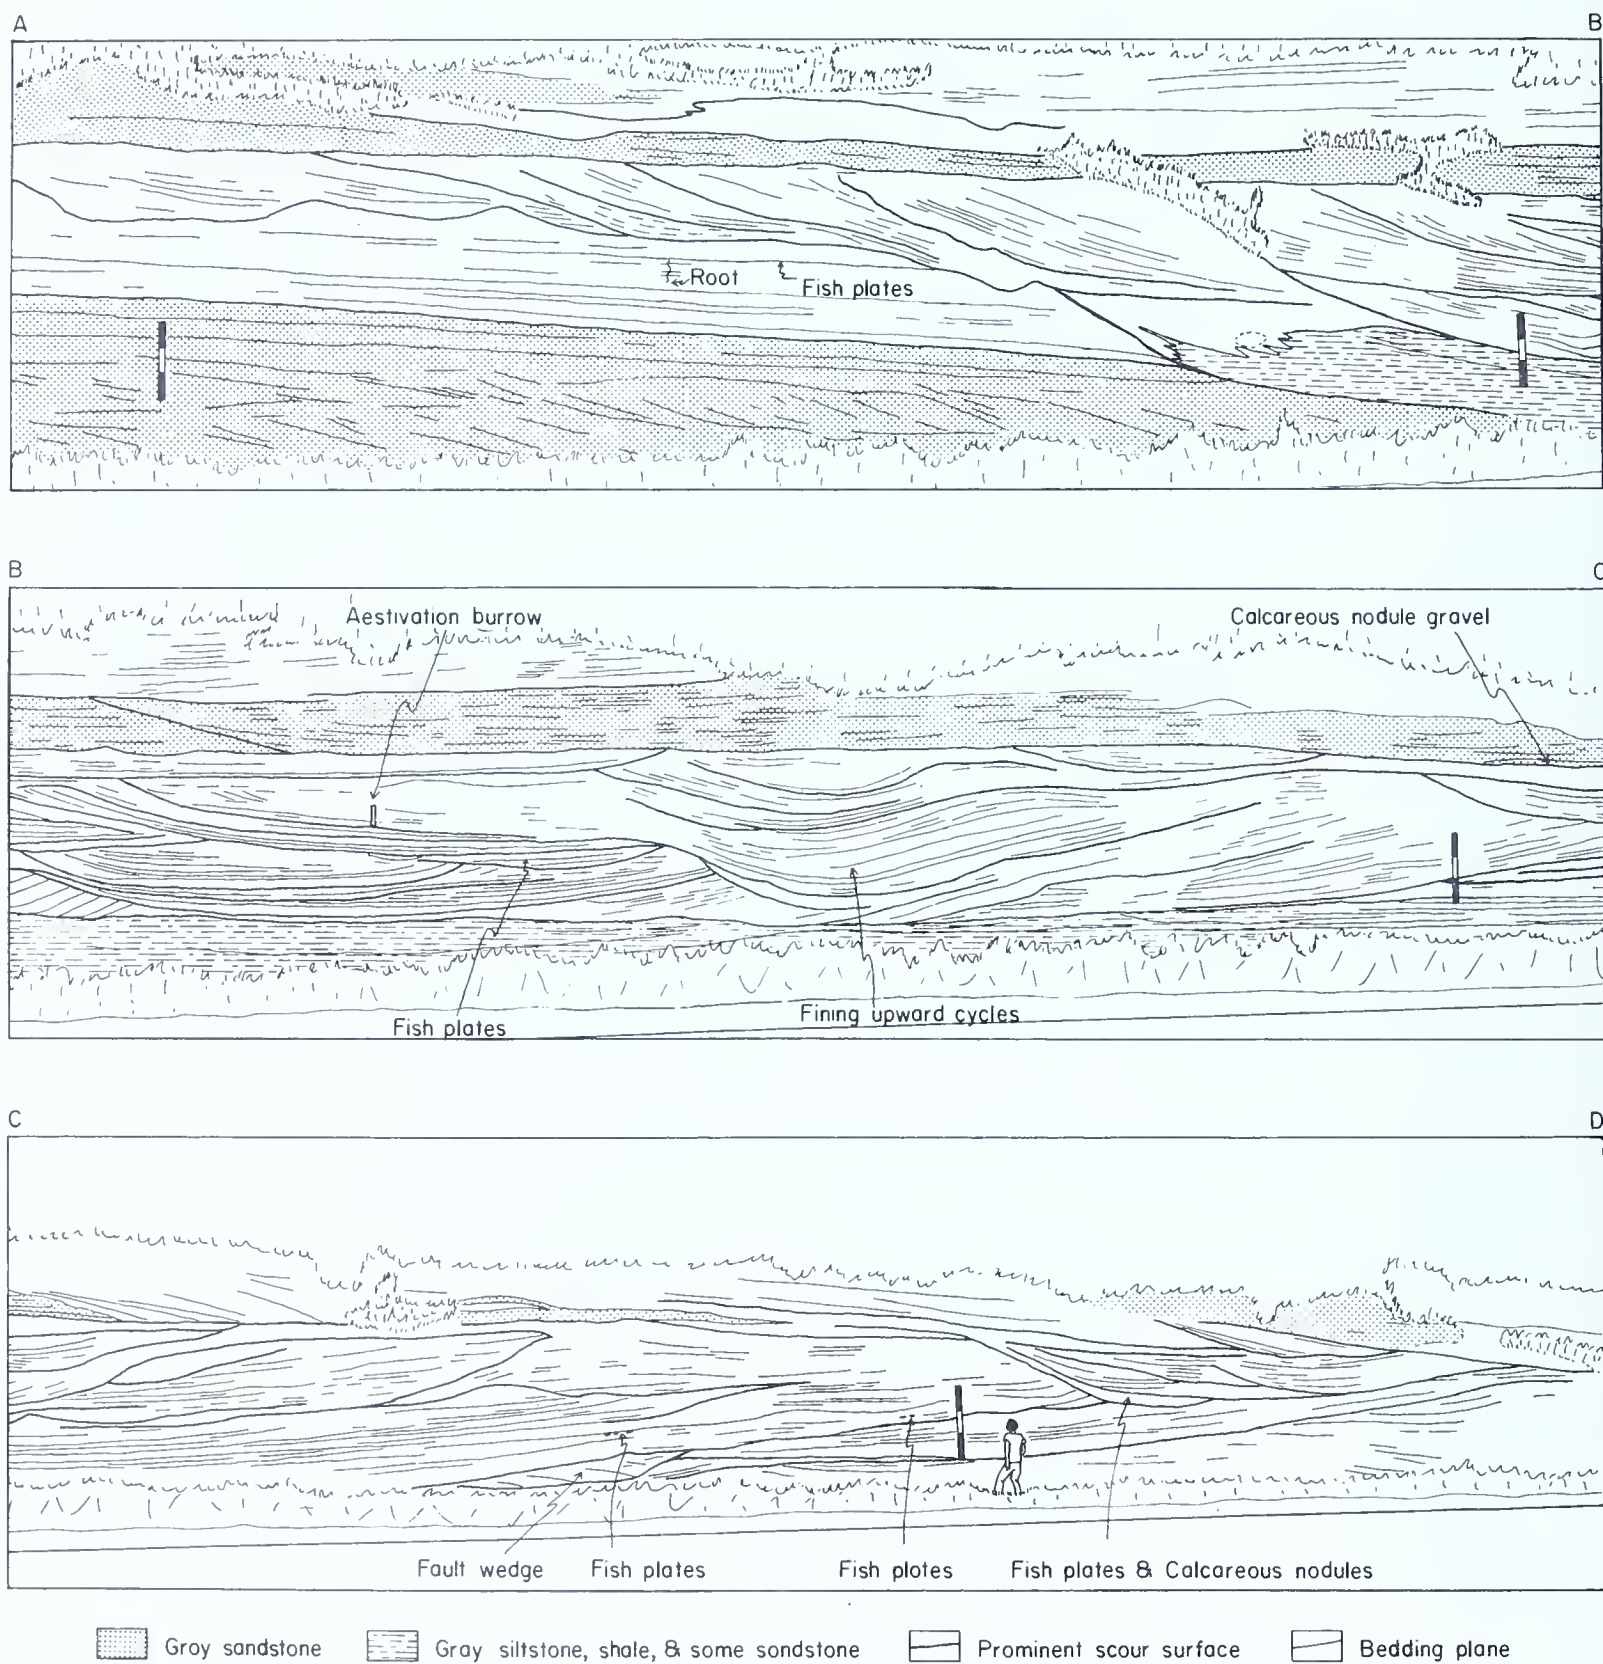 A B
Root
Fish plates
B C
Aestivation burrow
Calcareous nodule gravel
Fining upward cycles
Fish plates
C D
Fault wedge Fish plates Fish plotes Fish plates & Calcareous nodules
Groy sandstone Gray siltstone, shale, & some sondstone Prominent scour surface Bedding plane